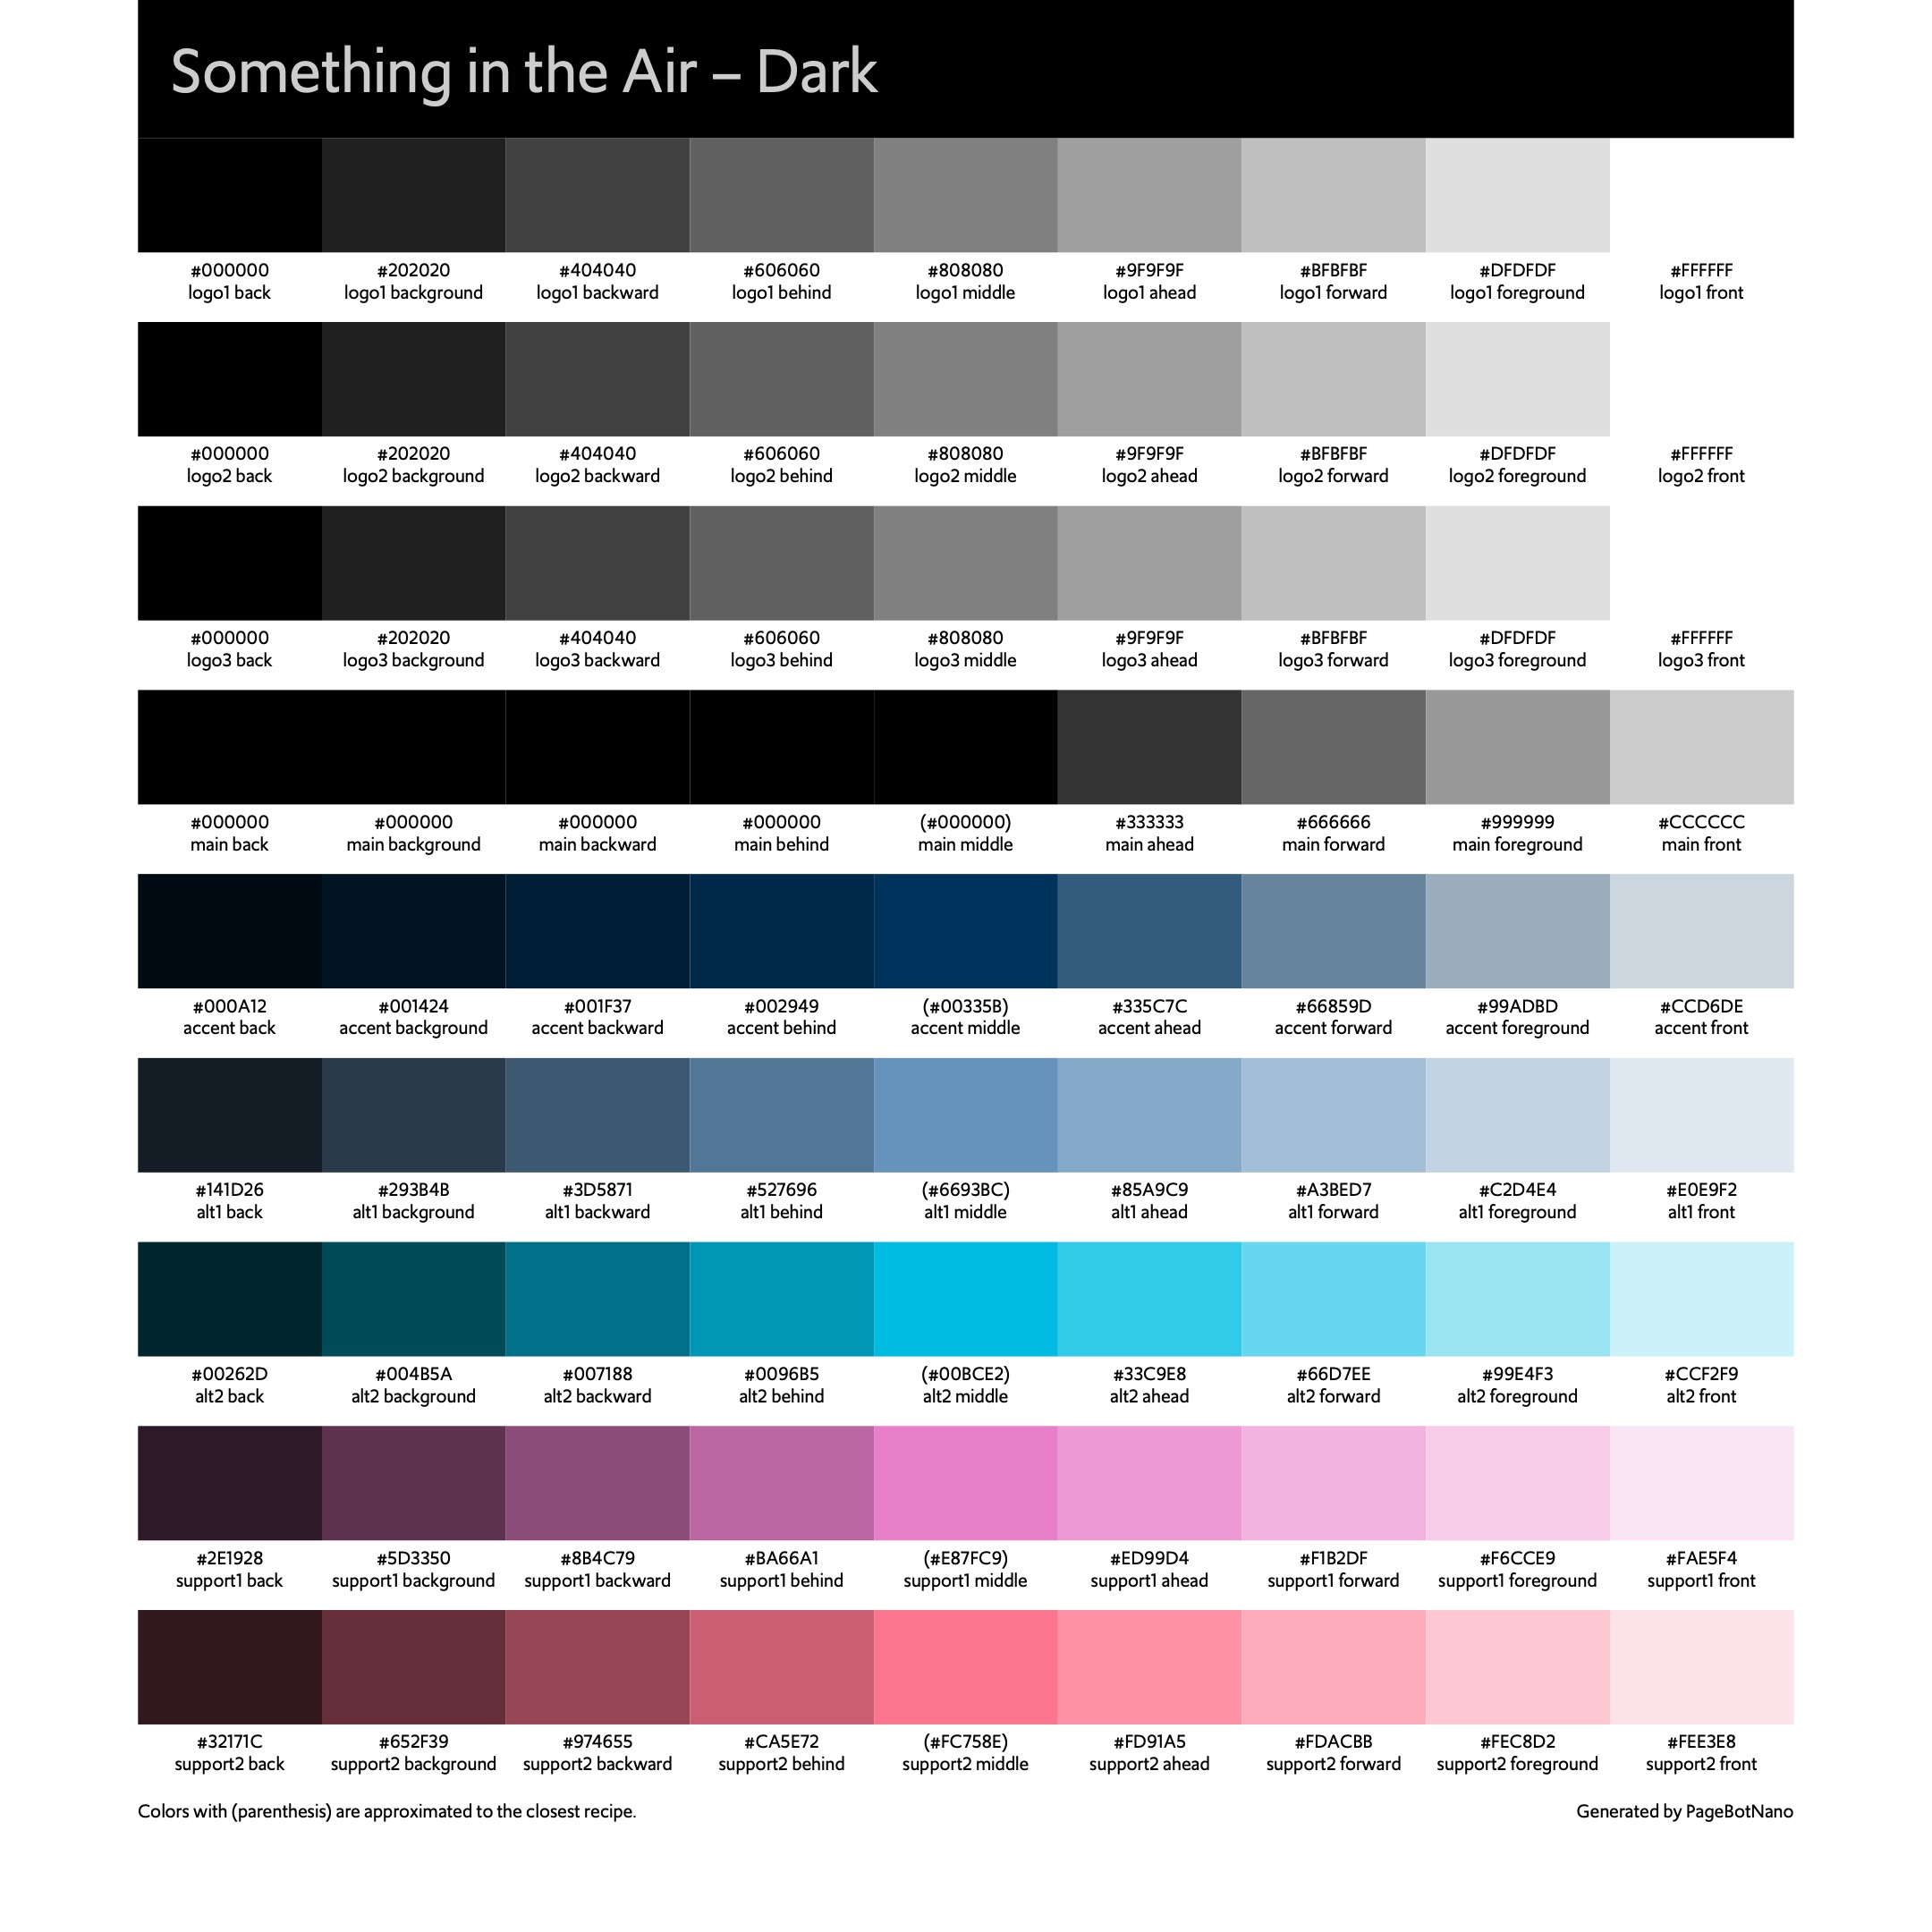 Something in the Air – Dark
#000000 #202020 #404040 #606060 #808080 #9F9F9F #BFBFBF #DFDFDF #FFFFFF
logo1 back logo1 background logo1 backward logo1 behind logo1 middle logo1 ahead logo1 forward logo1 foreground logo1 front
#000000 #202020 #404040 #606060 #808080 #9F9F9F #BFBFBF #DFDFDF #FFFFFF
logo2 back logo2 background logo2 backward logo2 behind logo2 middle logo2 ahead logo2 forward logo2 foreground logo2 front
#000000 #202020 #404040 #606060 #808080 #9F9F9F #BFBFBF #DFDFDF #FFFFFF
logo3 back logo3 background logo3 backward logo3 behind logo3 middle logo3 ahead logo3 forward logo3 foreground logo3 front
#000000 #000000 #000000 #000000 (#000000) #333333 #666666 #999999 #CCCCCC
main back main background main backward main behind main middle main ahead main forward main foreground main front
#000A12 #001424 #001F37 #002949 (#00335B) #335C7C #66859D #99ADBD #CCD6DE
accent back accent background accent backward accent behind accent middle accent ahead accent forward accent foreground accent front
#141D26 #293B4B #3D5871 #527696 (#6693BC) #85A9C9 #A3BED7 #C2D4E4 #E0E9F2
alt1 back alt1 background alt1 backward alt1 behind alt1 middle alt1 ahead alt1 forward alt1 foreground alt1 front
#00262D #004B5A #007188 #0096B5 (#00BCE2) #33C9E8 #66D7EE #99E4F3 #CCF2F9
alt2 back alt2 background alt2 backward alt2 behind alt2 middle alt2 ahead alt2 forward alt2 foreground alt2 front
#2E1928 #5D3350 #8B4C79 #BA66A1 (#E87FC9) #ED99D4 #F1B2DF #F6CCE9 #FAE5F4
support1 back support1 background support1 backward support1 behind support1 middle support1 ahead support1 forward support1 foreground support1 front
#32171C #652F39 #974655 #CA5E72 (#FC758E) #FD91A5 #FDACBB #FEC8D2 #FEE3E8
support2 back support2 background support2 backward support2 behind support2 middle support2 ahead support2 forward support2 foreground support2 front
Colors with (parenthesis) are approximated to the closest recipe. Generated by PageBotNano